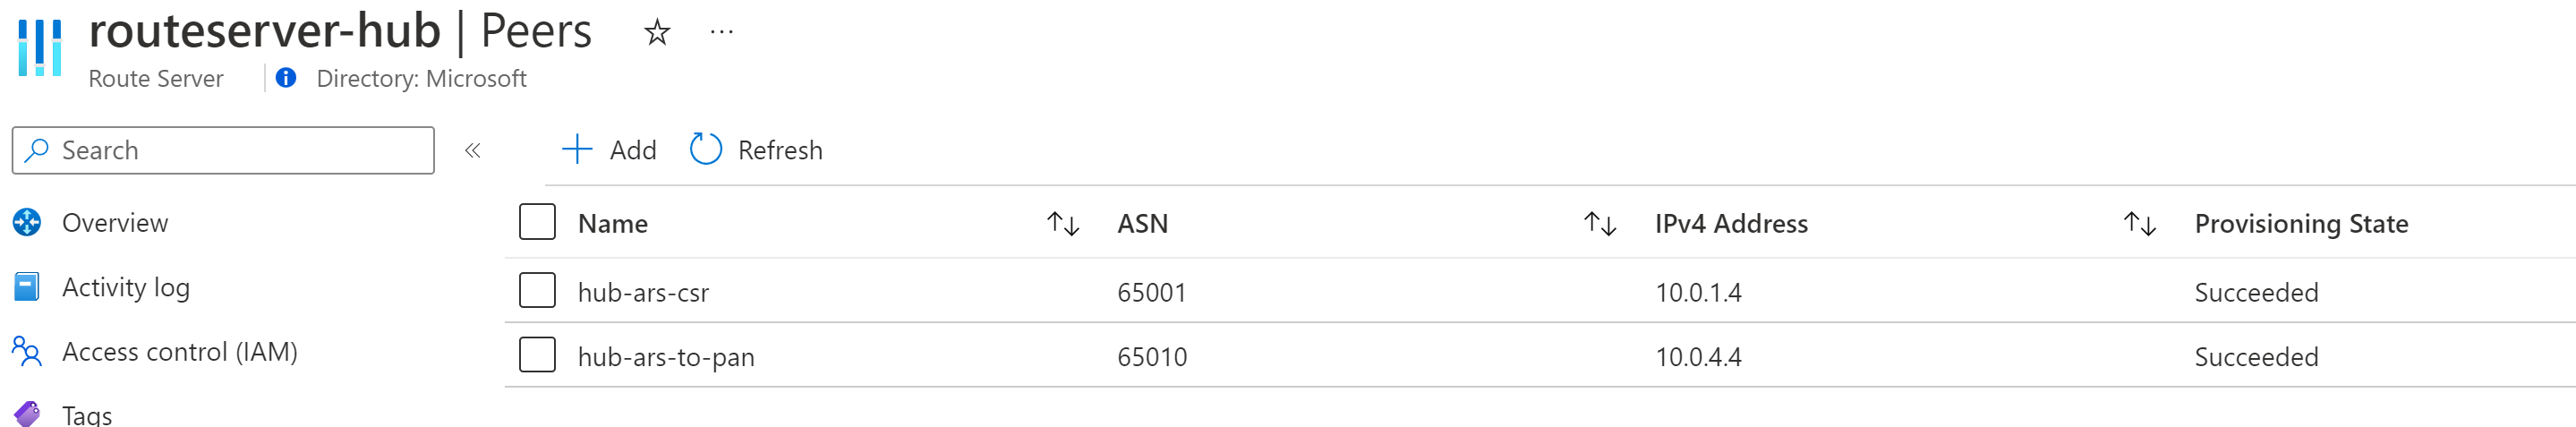 routeserver-hub | Peers ...
Route Server Directory: Microsoft
Search « Add Refresh
Overview Name ASN IPv4 Address Provisioning State
Activity log hub-ars-csr 65001 10.0.1.4 Succeeded
Access control (IAM) hub-ars-to-pan 65010 10.0.4.4 Succeeded
Tags